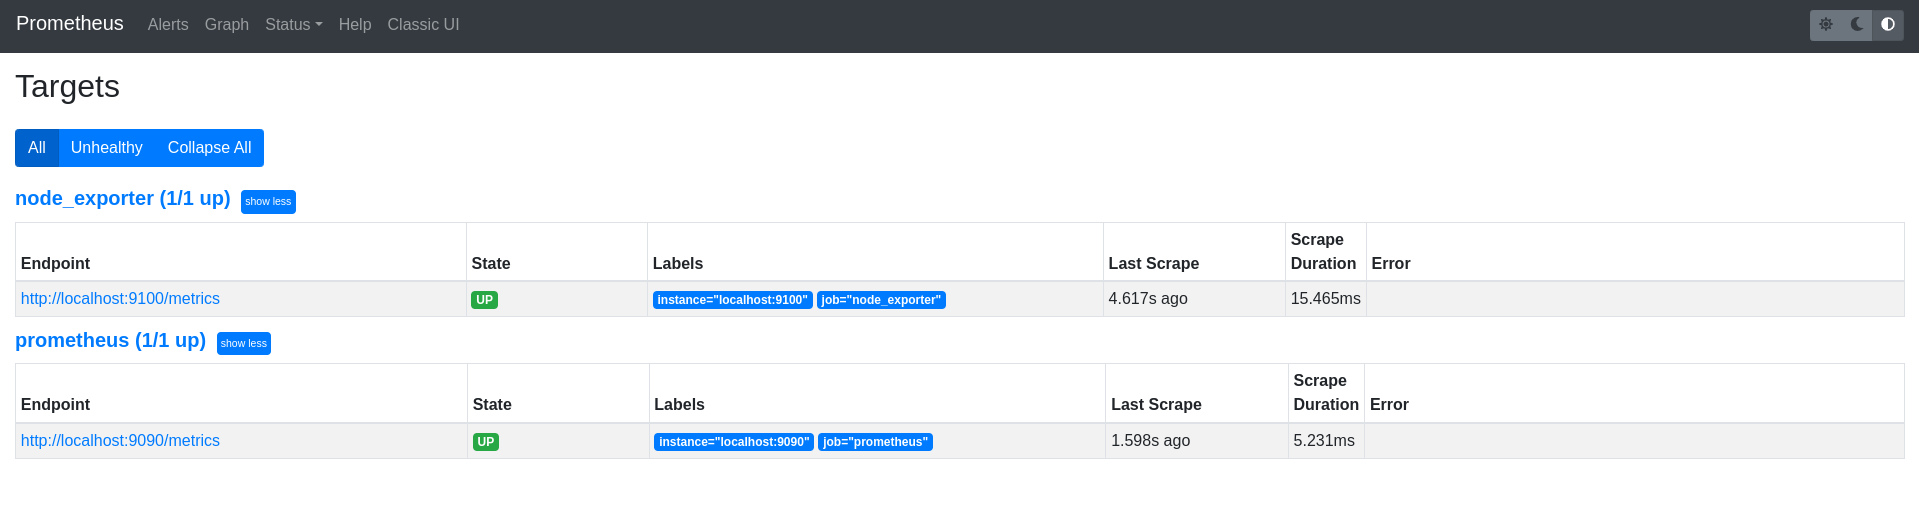 Prometheus Alerts Graph Status Help Classic UI
Targets
All Unhealthy Collapse All
node_exporter (1/1 up) show less
Endpoint State Labels Last Scrape Scrape Duration Error
http://localhost:9100/metrics UP instance="localhost:9100" job="node_exporter" 4.617s ago 15.465ms
prometheus (1/1 up) show less
Endpoint State Labels Last Scrape Scrape Duration Error
http://localhost:9090/metrics UP instance="localhost:9090" job="prometheus" 1.598s ago 5.231ms